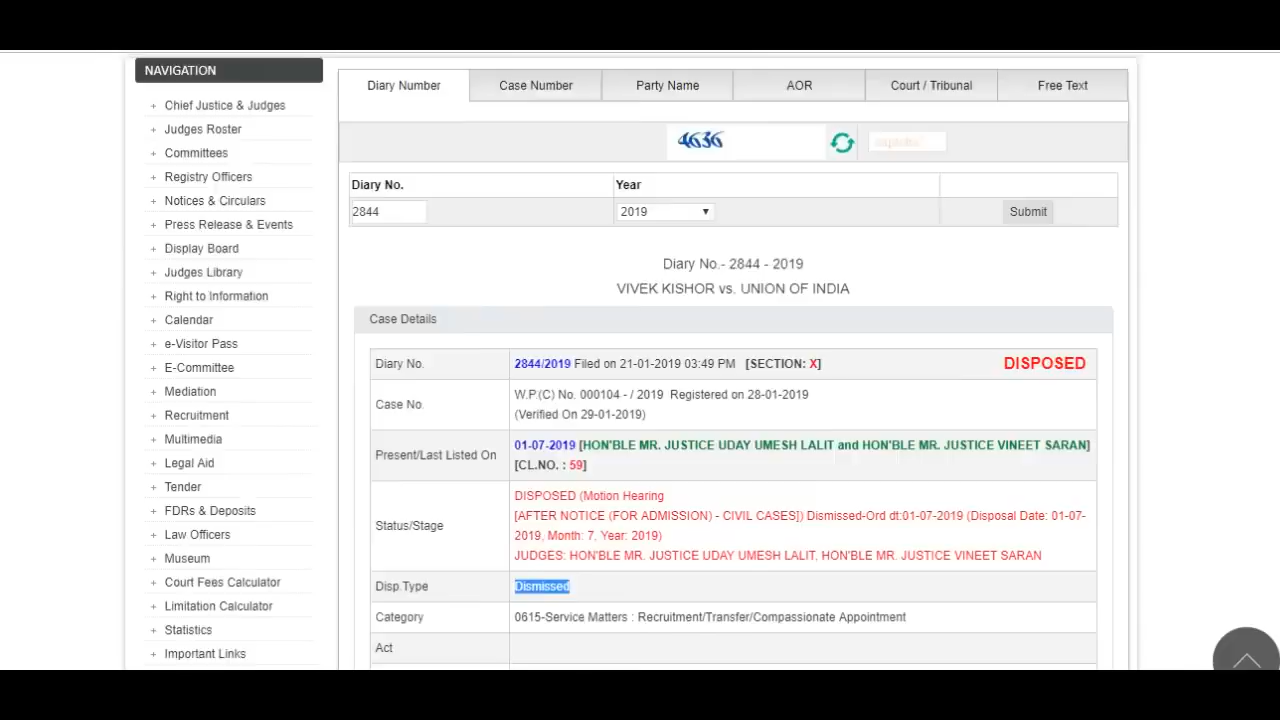 NAVIGATION
+ Chief Justice & Judges
+ Judges Roster
+ Committees
+ Registry Officers
+ Notices & Circulars
+ Press Release & Events
+ Display Board
+ Judges Library
+ Right to Information
+ Calendar
+ e-Visitor Pass
+ E-Committee
+ Mediation
+ Recruitment
+ Multimedia
+ Legal Aid
+ Tender
+ FDRs & Deposits
+ Law Officers
+ Museum
+ Court Fees Calculator
+ Limitation Calculator
+ Statistics
+ Important Links
Diary Number Case Number Party Name AOR Court / Tribunal Free Text
4636
Diary No. Year
2844 2019 Submit
Diary No.- 2844 - 2019
VIVEK KISHOR vs. UNION OF INDIA
Case Details
Diary No. 2844/2019 Filed on 21-01-2019 03:49 PM [SECTION: X] DISPOSED
Case No. W.P.(C) No. 000104 - / 2019 Registered on 28-01-2019
(Verified On 29-01-2019)
Present/Last Listed On 01-07-2019 [HON'BLE MR. JUSTICE UDAY UMESH LALIT and HON'BLE MR. JUSTICE VINEET SARAN]
[CL.NO. : 59]
Status/Stage DISPOSED (Motion Hearing
[AFTER NOTICE (FOR ADMISSION) - CIVIL CASES]) Dismissed-Ord dt:01-07-2019 (Disposal Date: 01-07-
2019, Month: 7, Year: 2019)
JUDGES: HON'BLE MR. JUSTICE UDAY UMESH LALIT, HON'BLE MR. JUSTICE VINEET SARAN
Disp.Type Dismissed
Category 0615-Service Matters : Recruitment/Transfer/Compassionate Appointment
Act